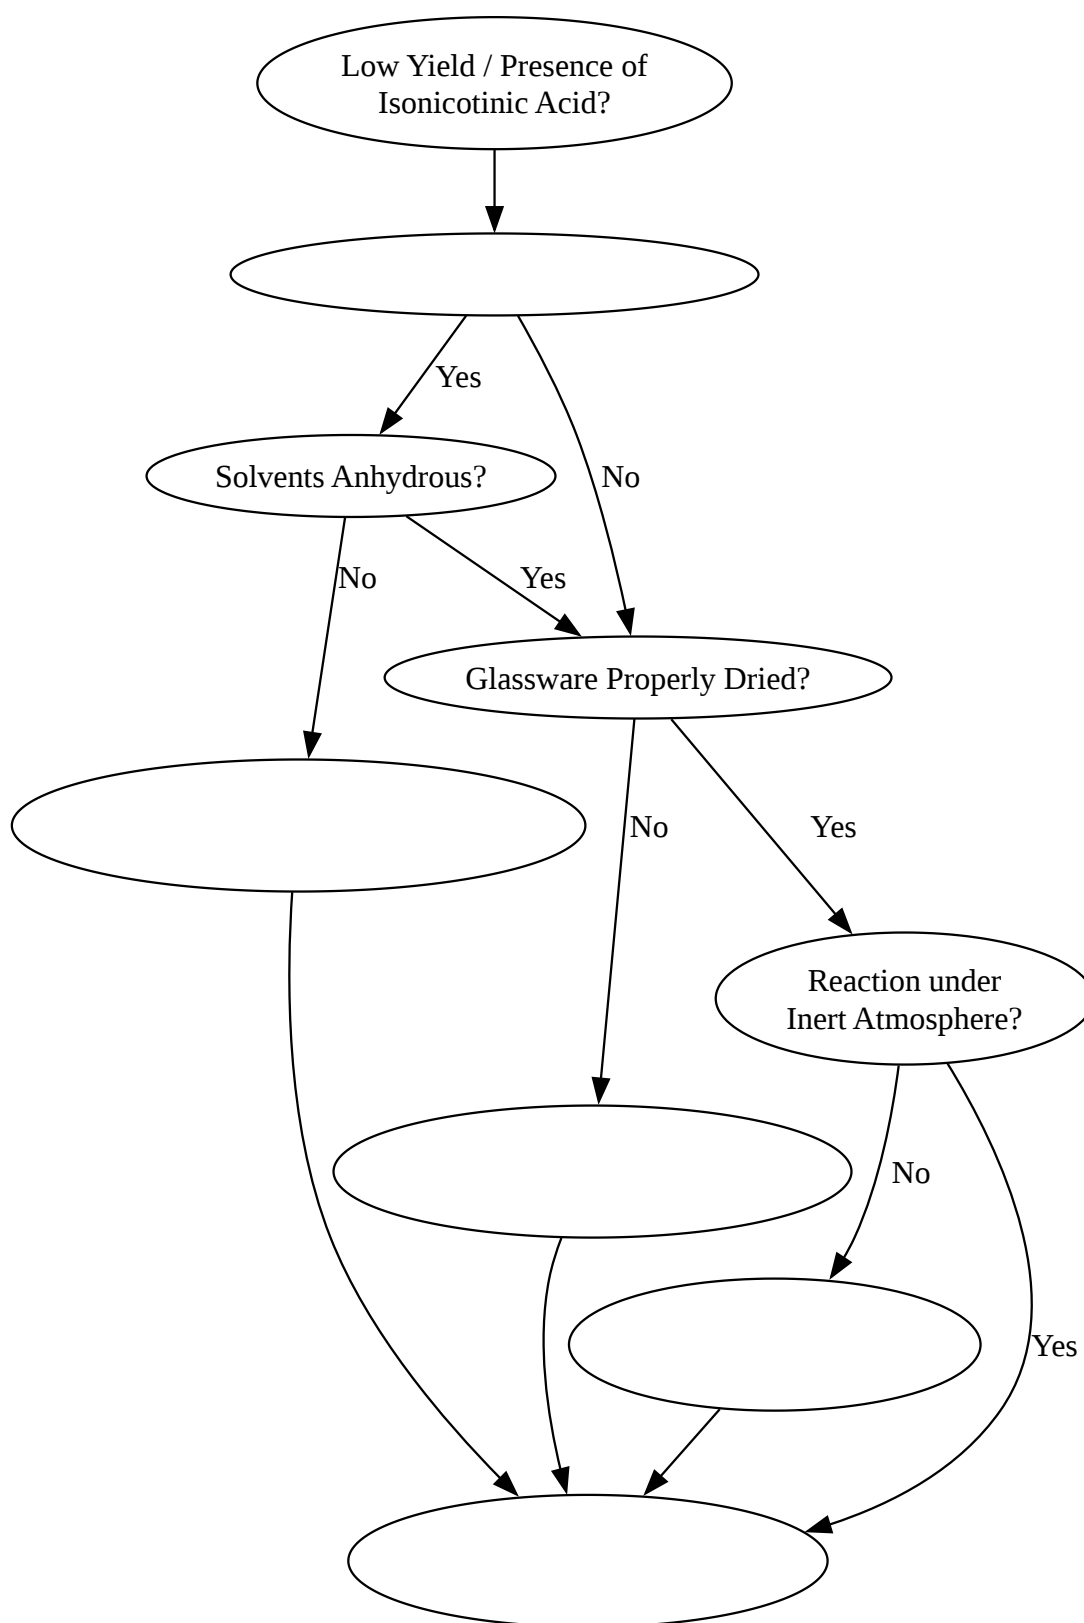 Low Yield / Presence of
Isonicotinic Acid?
Yes
Solvents Anhydrous?
No
No
Yes
Glassware Properly Dried?
No
Yes
Reaction under
Inert Atmosphere?
No
Yes